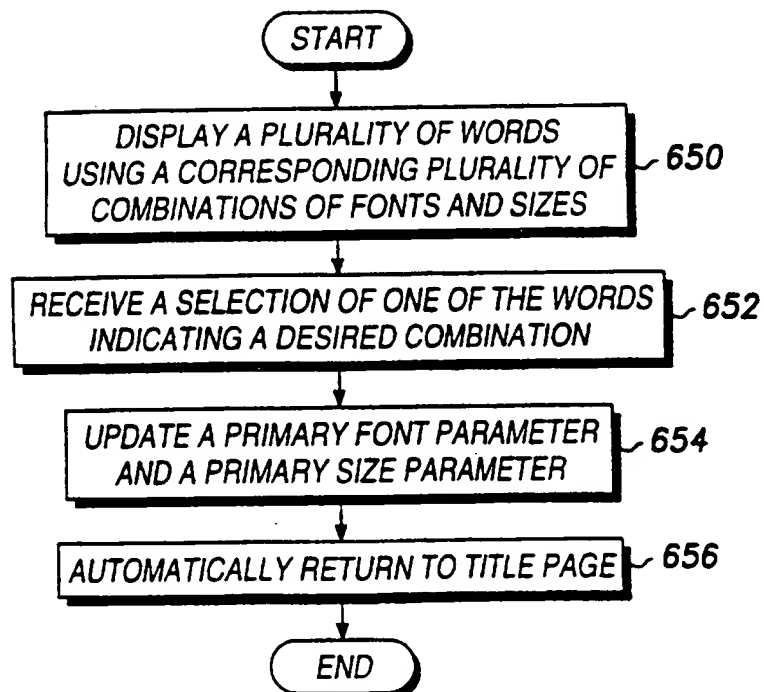 START
DISPLAY A PLURALITY OF WORDS
USING A CORRESPONDING PLURALITY OF
COMBINATIONS OF FONTS AND SIZES
650
RECEIVE A SELECTION OF ONE OF THE WORDS
INDICATING A DESIRED COMBINATION
652
UPDATE A PRIMARY FONT PARAMETER
AND A PRIMARY SIZE PARAMETER
654
AUTOMATICALLY RETURN TO TITLE PAGE
656
END